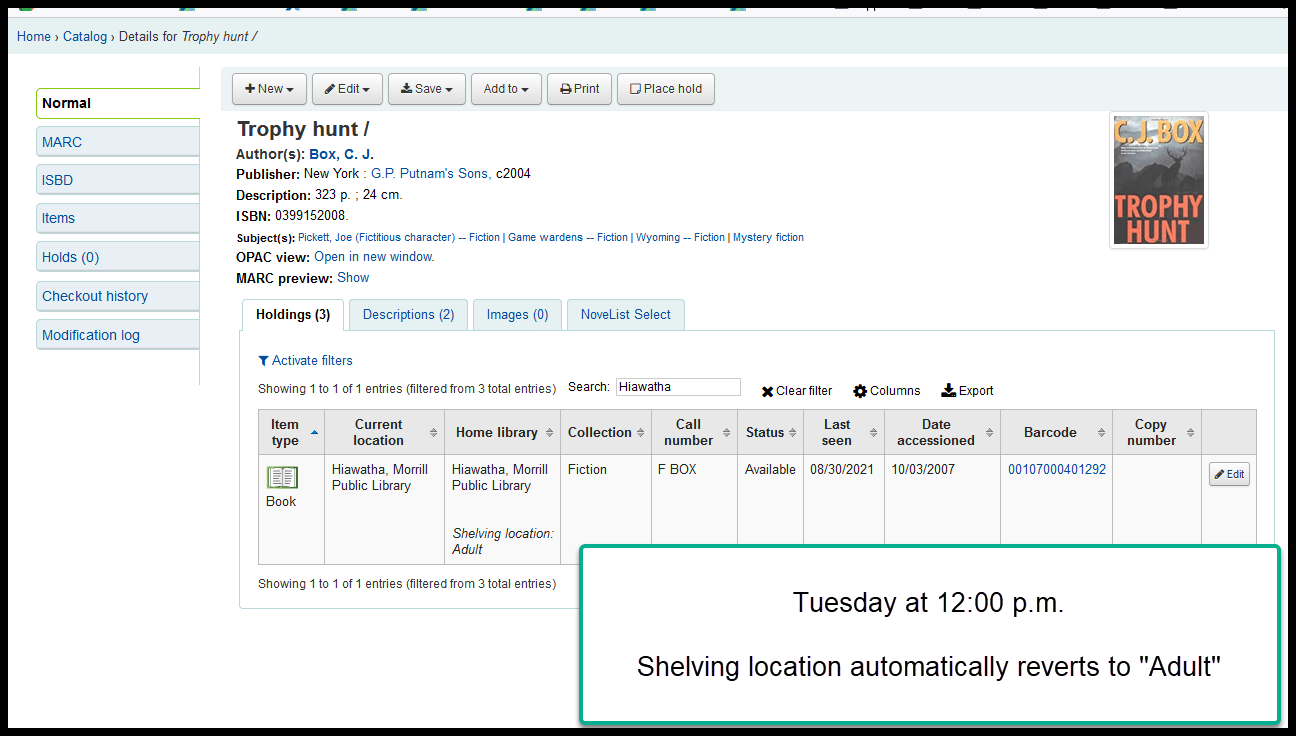 Home › Catalog › Details for Trophy hunt /
Normal
MARC
ISBD
Items
Holds (0)
Checkout history
Modification log
New Edit Save Add to Print Place hold
Trophy hunt /
Author(s): Box, C. J.
Publisher: New York : G.P. Putnam's Sons, c2004
Description: 323 p. ; 24 cm.
ISBN: 0399152008.
Subject(s): Pickett, Joe (Fictitious character) -- Fiction | Game wardens -- Fiction | Wyoming -- Fiction | Mystery fiction
OPAC view: Open in new window.
MARC preview: Show
C.J. BOX
TROPHY
HUNT
Holdings (3) Descriptions (2) Images (0) NoveList Select
Activate filters
Showing 1 to 1 of 1 entries (filtered from 3 total entries) Search: Hiawatha Clear filter Columns Export
Item type Current location Home library Collection Call number Status Last seen Date accessioned Barcode Copy number
Book Hiawatha, Morrill Public Library Hiawatha, Morrill Public Library Fiction F BOX Available 08/30/2021 10/03/2007 00107000401292 Edit
Shelving location:
Adult
Showing 1 to 1 of 1 entries (filtered from 3 total entries)
Tuesday at 12:00 p.m.
Shelving location automatically reverts to "Adult"